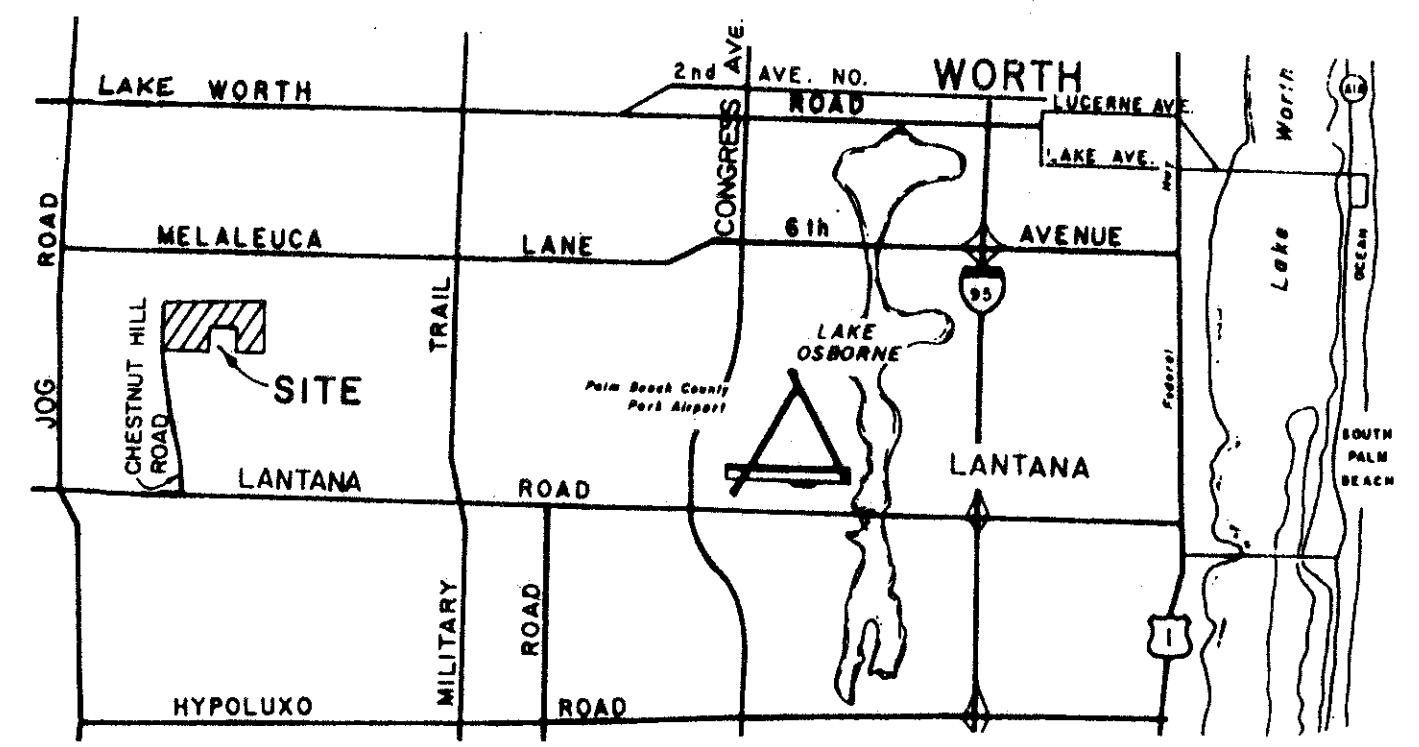 2nd AVE. NO.
WORTH
LAKE WORTH ROAD
LUCERNE AVE.
LAKE AVE.
A1A
Lake Worth
CONGRESS AVE.
JOG ROAD
MELALEUCA LANE
6th AVENUE
95
OCEAN
CHESTNUT HILL
ROAD
SITE
MILITARY TRAIL
LAKE
OSBORNE
Palm Beach County
Park Airport
Federal Hwy
SOUTH
PALM
BEACH
LANTANA ROAD
LANTANA
ROAD
1
HYPOLUXO ROAD